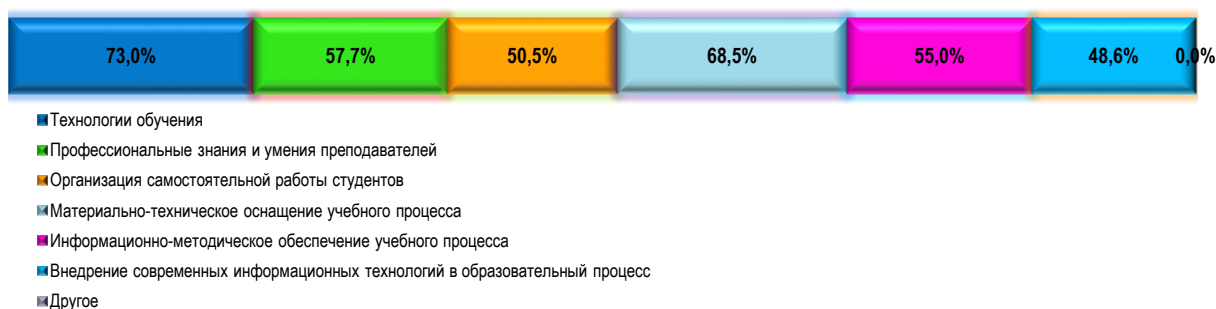 73,0% 57,7% 50,5% 68,5% 55,0% 48,6% 0,0%
Технологии обучения
Профессиональные знания и умения преподавателей
Организация самостоятельной работы студентов
Материально-техническое оснащение учебного процесса
Информационно-методическое обеспечение учебного процесса
Внедрение современных информационных технологий в образовательный процесс
Другое